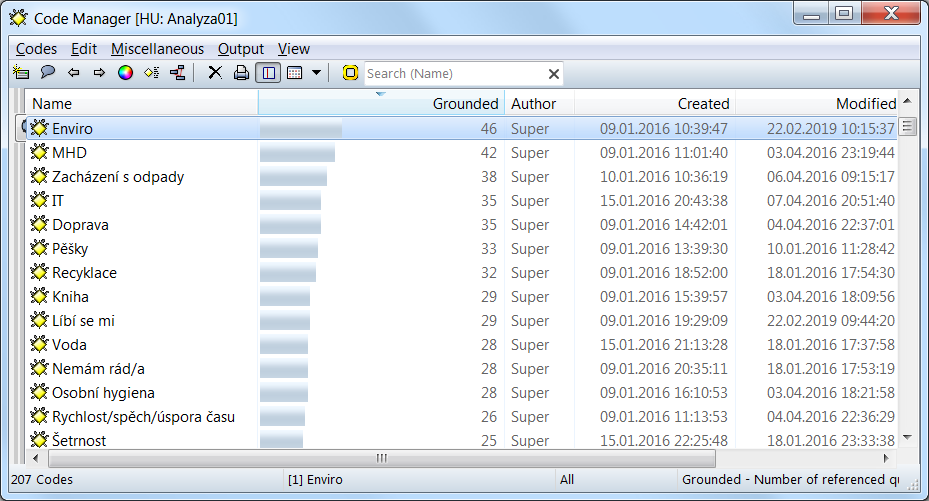 Code Manager [HU: Analyza01]
Codes Edit Miscellaneous Output View
Search (Name)
Name Grounded Author Created Modified
Enviro 46 Super 09.01.2016 10:39:47 22.02.2019 10:15:37
MHD 42 Super 09.01.2016 11:01:40 03.04.2016 23:19:44
Zacházení s odpady 38 Super 10.01.2016 10:36:19 06.04.2016 09:15:17
IT 35 Super 15.01.2016 20:43:38 07.04.2016 20:51:40
Doprava 35 Super 09.01.2016 14:42:01 04.04.2016 22:37:01
Pěšky 33 Super 09.01.2016 13:39:30 10.01.2016 11:28:42
Recyklace 32 Super 09.01.2016 18:52:00 18.01.2016 17:54:30
Kniha 29 Super 09.01.2016 15:39:57 03.04.2016 18:09:56
Líbí se mi 29 Super 09.01.2016 19:29:09 22.02.2019 09:44:20
Voda 28 Super 15.01.2016 21:13:28 18.01.2016 17:37:58
Nemám rád/a 28 Super 09.01.2016 20:35:11 18.01.2016 17:53:19
Osobní hygiena 28 Super 09.01.2016 16:10:53 03.04.2016 18:21:58
Rychlost/spěch/úspora času 26 Super 09.01.2016 11:13:53 04.04.2016 22:36:29
Šetrnost 25 Super 15.01.2016 22:25:48 18.01.2016 23:33:38
207 Codes [1] Enviro All Grounded - Number of referenced qu